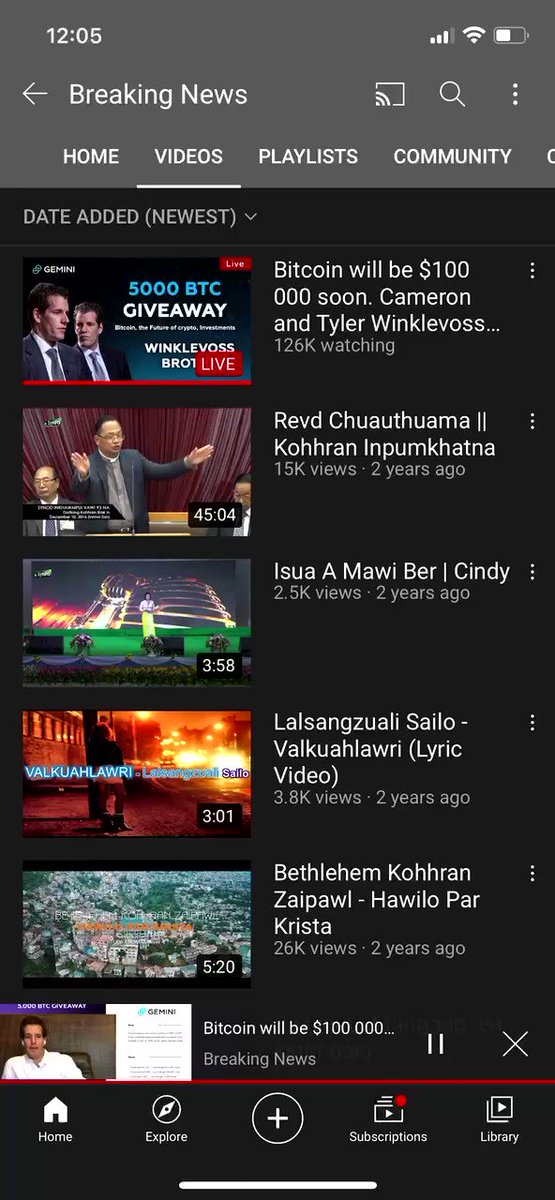 12:05
Breaking News
HOME VIDEOS PLAYLISTS COMMUNITY C
DATE ADDED (NEWEST)
GEMINI
Live
5000 BTC
GIVEAWAY
Bitcoin, the Future of crypto, Investments
WINKLEVOSS
BROT
LIVE
Bitcoin will be $100
000 soon. Cameron
and Tyler Winklevoss...
126K watching
45:04
Revd Chuauthuama ||
Kohhran Inpumkhatna
15K views · 2 years ago
3:58
Isua A Mawi Ber | Cindy
2.5K views · 2 years ago
VALKUAHLAWRI - Lalsangzuali Sailo
3:01
Lalsangzuali Sailo -
Valkuahlawri (Lyric
Video)
3.8K views · 2 years ago
5:20
Bethlehem Kohhran
Zaipawl - Hawilo Par
Krista
26K views · 2 years ago
5.000 BTC GIVEAWAY
GEMINI
Bitcoin will be $100 000...
Breaking News
Home
Explore
Subscriptions
Library